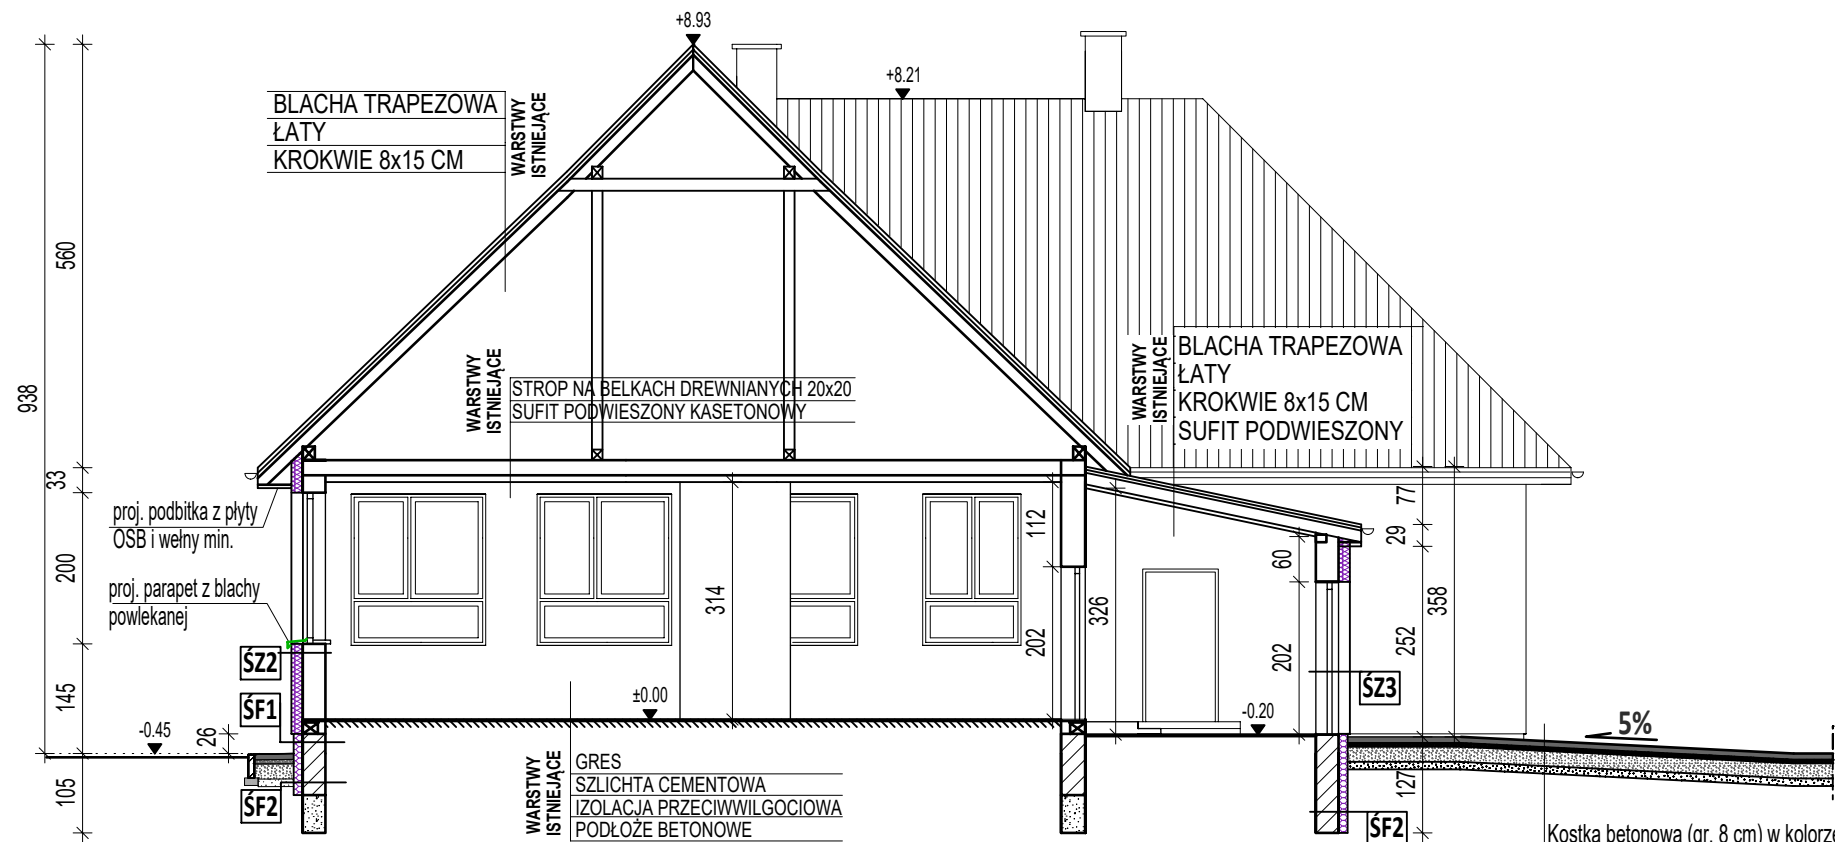 +8.93
+8.21
BLACHA TRAPEZOWA
ŁATY
KROKWIE 8x15 CM
WARSTWY
ISTNIEJĄCE
560
938
33
200
145
26
105
WARSTWY
ISTNIEJĄCE
STROP NA BELKACH DREWNIANYCH 20x20
SUFIT PODWIESZONY KASETONOWY
WARSTWY
ISTNIEJĄCE
BLACHA TRAPEZOWA
ŁATY
KROKWIE 8x15 CM
SUFIT PODWIESZONY
proj. podbitka z płyty
OSB i wełny min.
proj. parapet z blachy
powlekanej
ŚZ2
ŚF1
-0.45
ŚF2
314
112
202
326
60
202
77
29
358
252
127
±0.00
-0.20
ŚZ3
5%
WARSTWY
ISTNIEJĄCE
GRES
SZLICHTA CEMENTOWA
IZOLACJA PRZECIWWILGOCIOWA
PODŁOŻE BETONOWE
ŚF2
Kostka betonowa (gr. 8 cm) w kolorze